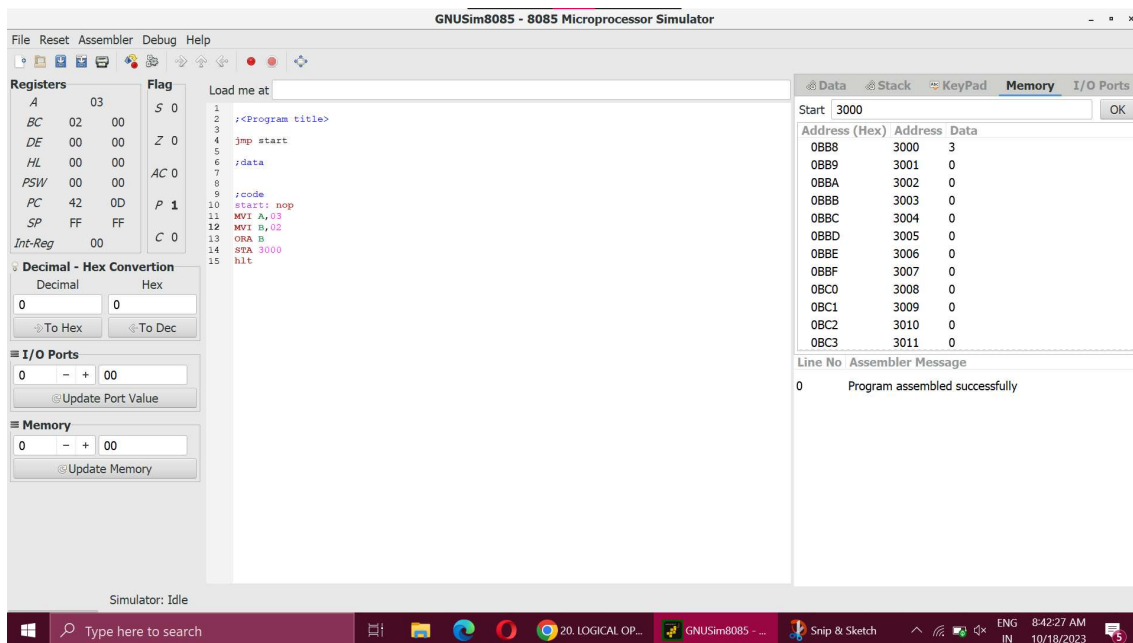 GNUSim8085 - 8085 Microprocessor Simulator
File Reset Assembler Debug Help
Registers
A 03
BC 02 00
DE 00 00
HL 00 00
PSW 00 00
PC 42 0D
SP FF FF
Int-Reg 00
Flag
S 0
Z 0
AC 0
P 1
C 0
Decimal - Hex Convertion
Decimal Hex
0 0
To Hex To Dec
I/O Ports
0 - + 00
Update Port Value
Memory
0 - + 00
Update Memory
Load me at
1
2 ;<Program title>
3
4 jmp start
5
6 ;data
7
8
9 ;code
10 start: nop
11 MVI A,03
12 MVI B,02
13 ORA B
14 STA 3000
15 hlt
Data Stack KeyPad Memory I/O Ports
Start 3000 OK
Address (Hex) Address Data
0BB8 3000 3
0BB9 3001 0
0BBA 3002 0
0BBB 3003 0
0BBC 3004 0
0BBD 3005 0
0BBE 3006 0
0BBF 3007 0
0BC0 3008 0
0BC1 3009 0
0BC2 3010 0
0BC3 3011 0
Line No Assembler Message
0 Program assembled successfully
Simulator: Idle
Type here to search
20. LOGICAL OP...
GNUSim8085 - ...
Snip & Sketch
ENG
IN
8:42:27 AM
10/18/2023
5